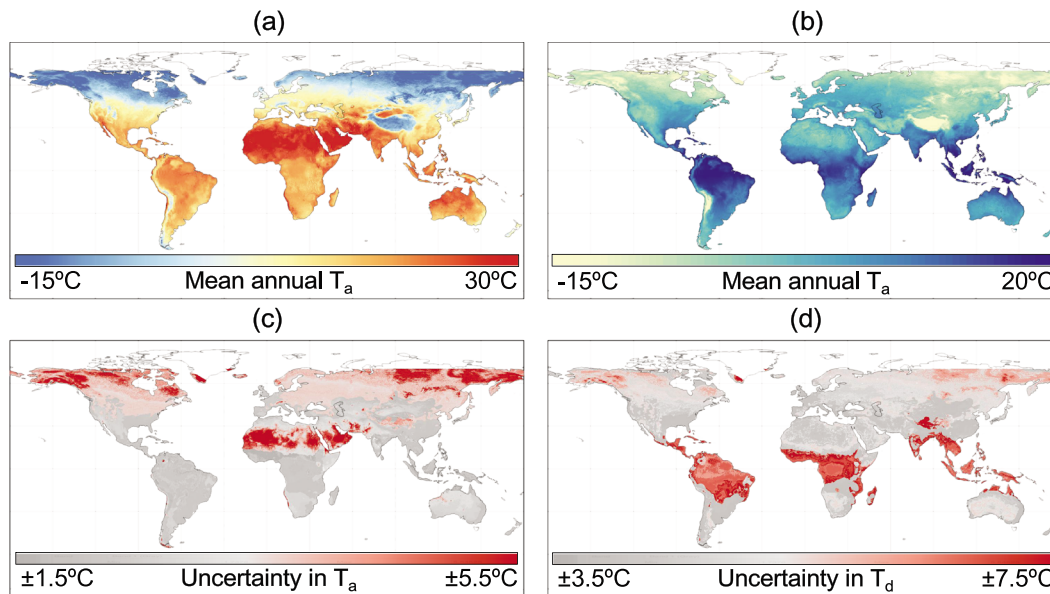 (a) (b)
-15ºC Mean annual Tₐ 30ºC
-15ºC Mean annual Tₐ 20ºC
(c) (d)
±1.5ºC Uncertainty in Tₐ ±5.5ºC
±3.5ºC Uncertainty in T_d ±7.5ºC